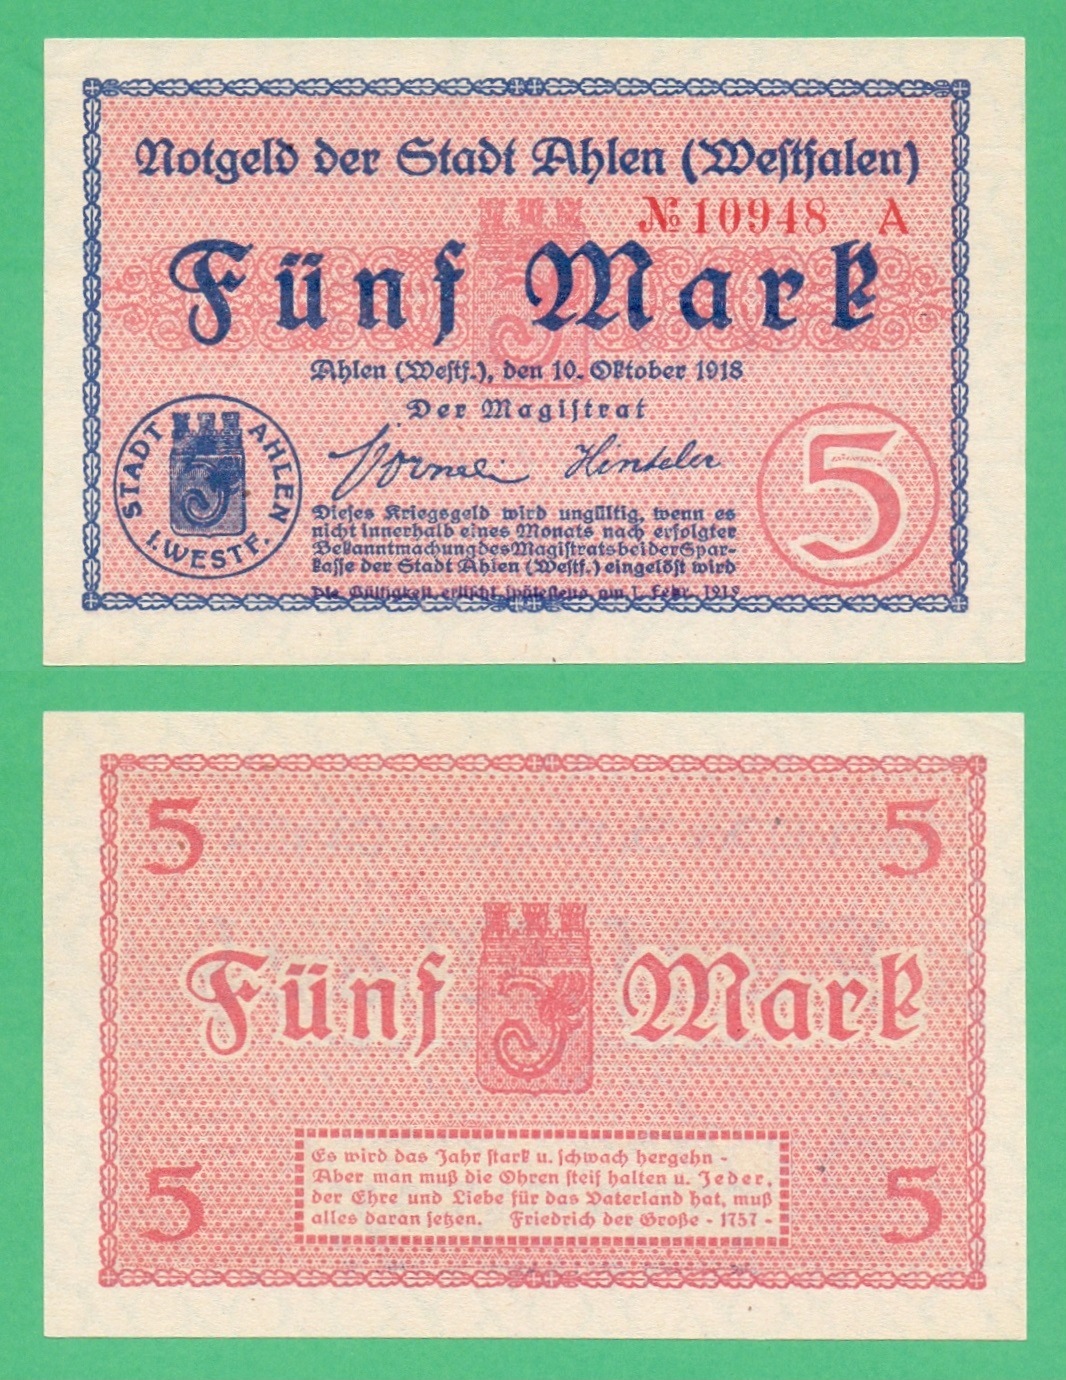 Notgeld der Stadt Ahlen (Westfalen)
№ 10948 A
Fünf Mark
Ahlen (Westf.), den 10. Oktober 1918
Der Magistrat
STADT AHLEN
I. WESTF.
Hinkeler
5
Dieses Kriegsgeld wird ungültig, wenn es
nicht innerhalb eines Monats nach erfolgter
Bekanntmachung des Magistrats bei der Spar-
kasse der Stadt Ahlen (Westf.) eingelöst wird
Die Gültigkeit erlischt spätestens am 1. Febr. 1919
5 5
Fünf Mark
Es wird das Jahr stark u. schwach hergehn -
Aber man muß die Ohren steif halten u. Jeder,
der Ehre und Liebe für das Vaterland hat, muß
alles daran setzen. Friedrich der Große - 1757 -
5 5